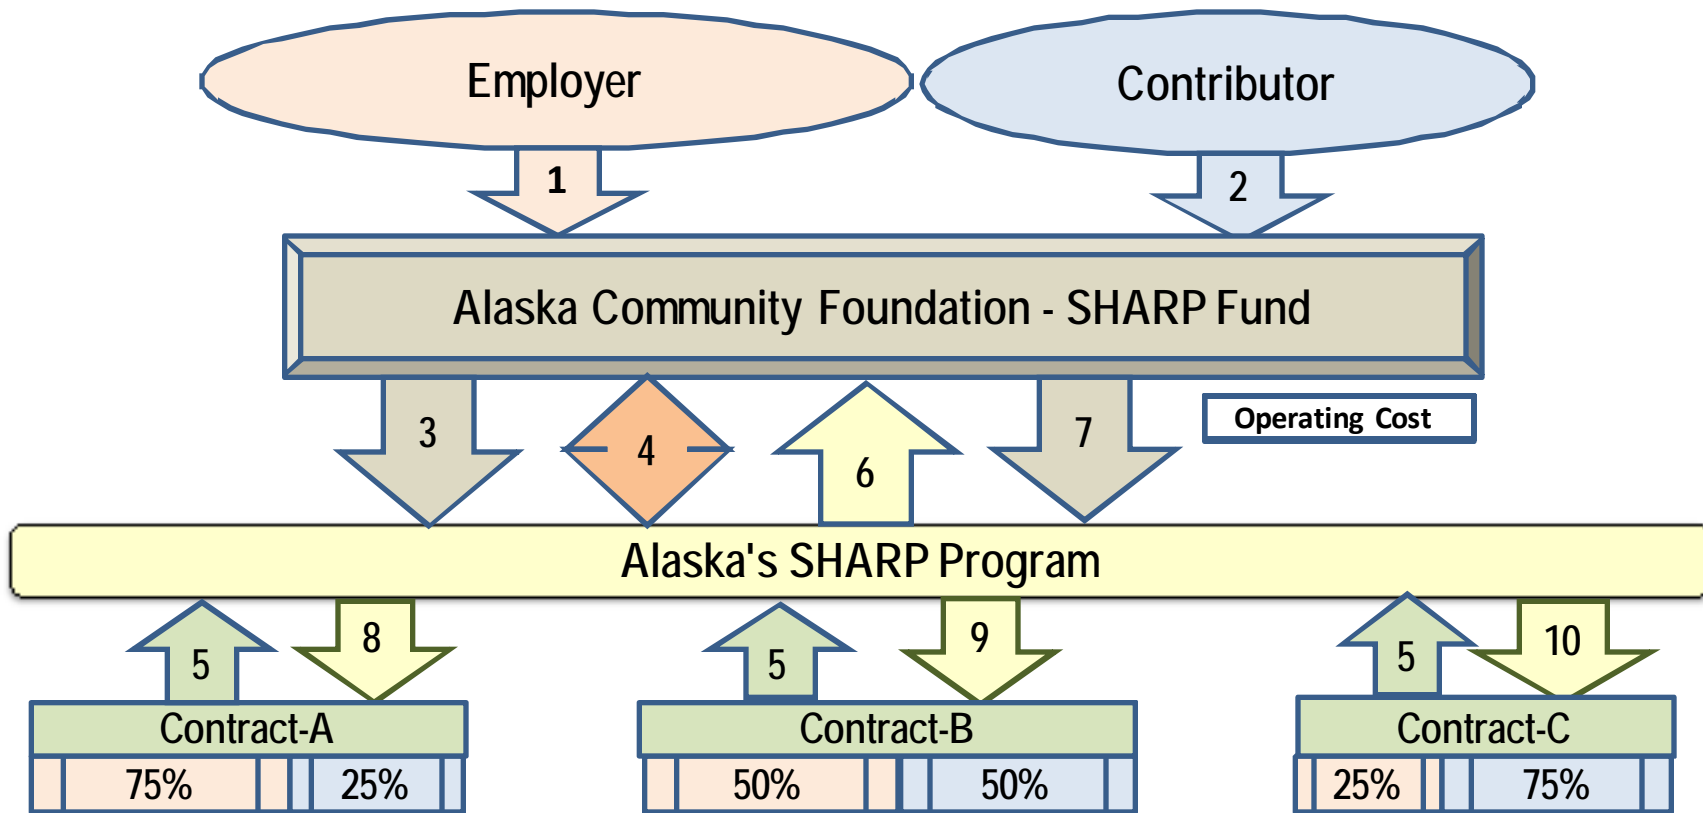 Employer
Contributor
1
2
Alaska Community Foundation - SHARP Fund
3
4
6
7
Operating Cost
Alaska's SHARP Program
5
8
5
9
5
10
Contract-A
Contract-B
Contract-C
75%
25%
50%
50%
25%
75%